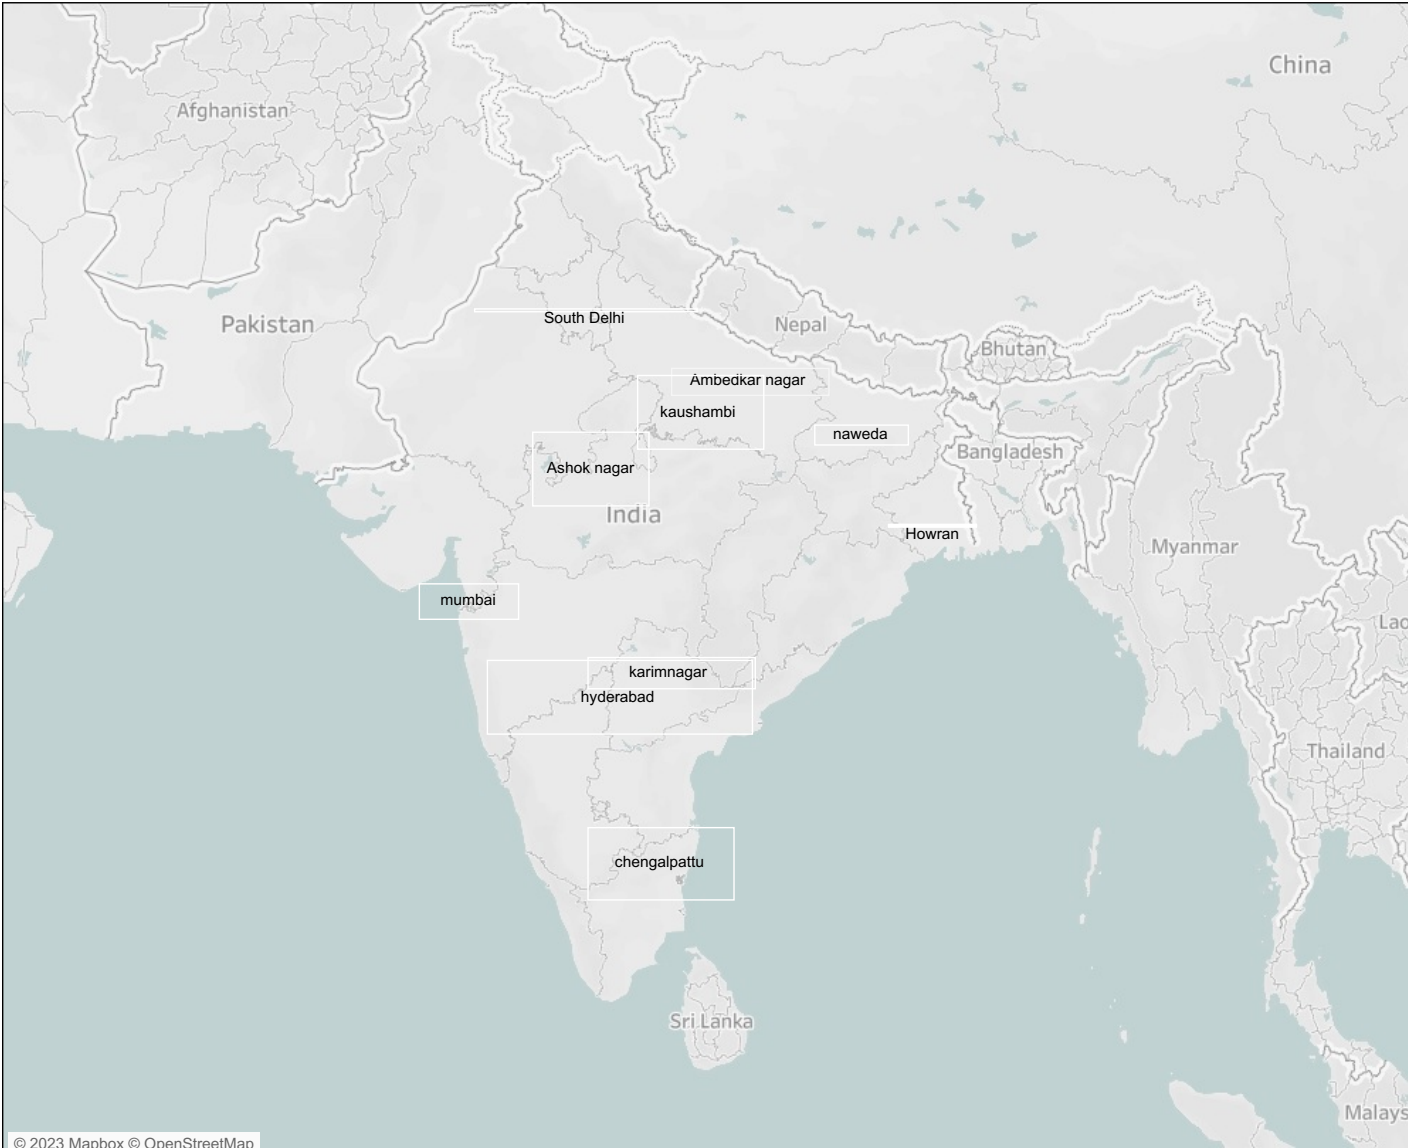 China
Afghanistan
Pakistan
South Delhi
Nepal
Bhutan
Ambedkar nagar
kaushambi
naweda
Bangladesh
Ashok nagar
India
Howran
Myanmar
mumbai
Lao
karimnagar
hyderabad
Thailand
chengalpattu
Sri Lanka
Malays
© 2023 Mapbox © OpenStreetMap